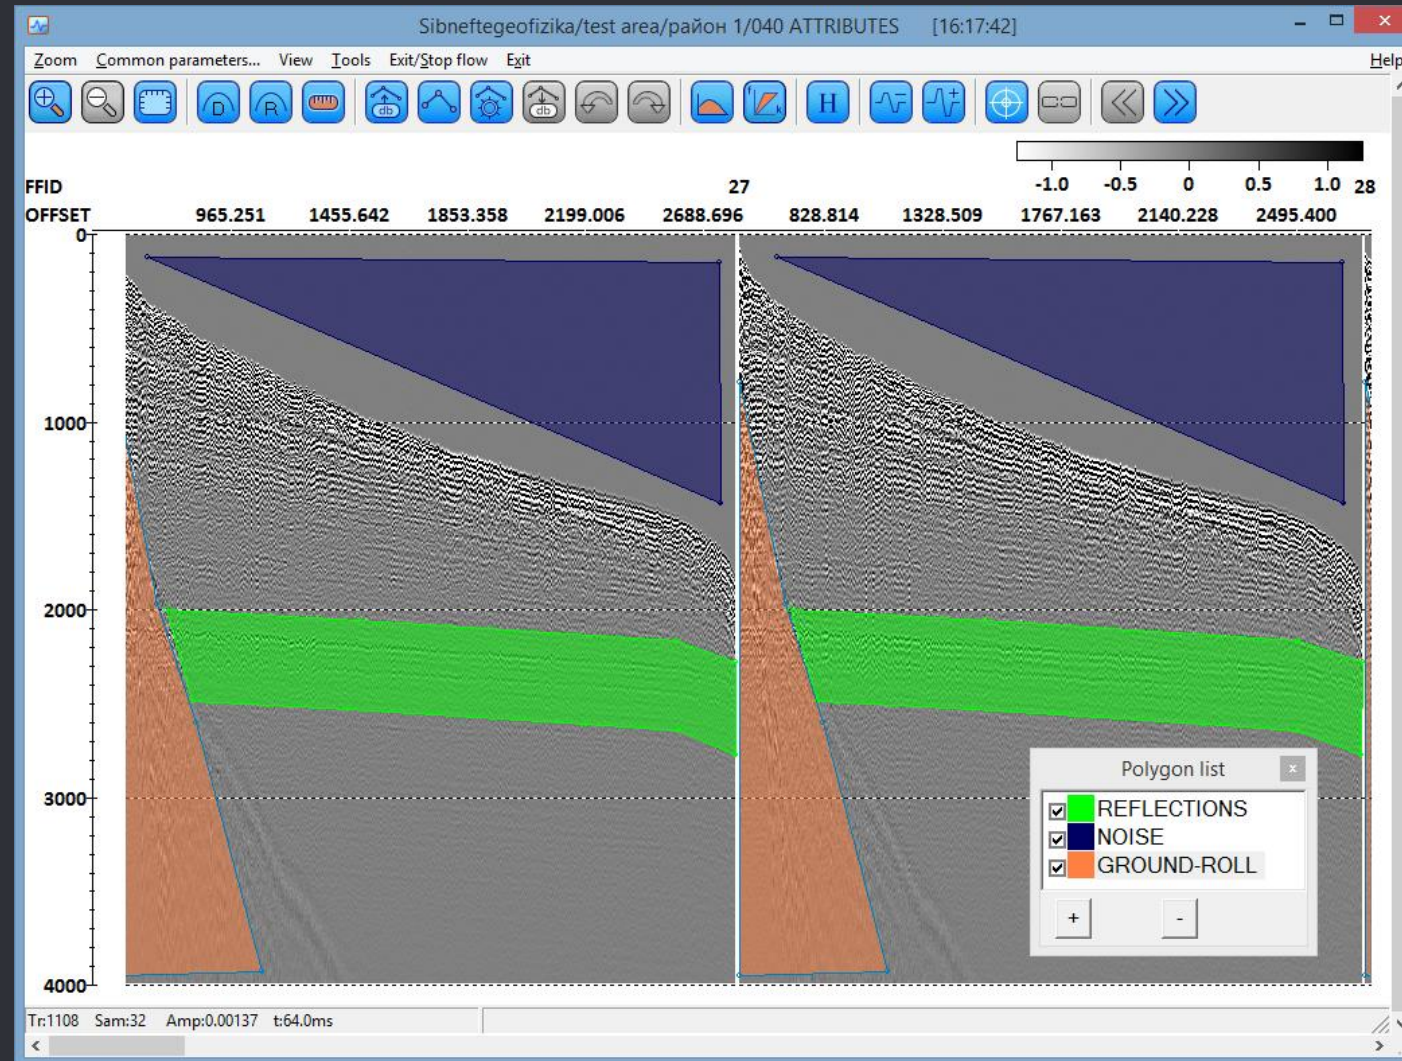 Sibneftegeofizika/test area/район 1/040 ATTRIBUTES [16:17:42]
Zoom Common parameters... View Tools Exit/Stop flow Exit Help
D R db db f k H
-1.0 -0.5 0 0.5 1.0
FFID 27 28
OFFSET 965.251 1455.642 1853.358 2199.006 2688.696 828.814 1328.509 1767.163 2140.228 2495.400
0
1000
2000
3000
4000
Polygon list x
REFLECTIONS
NOISE
GROUND-ROLL
+ -
Tr:1108 Sam:32 Amp:0.00137 t:64.0ms